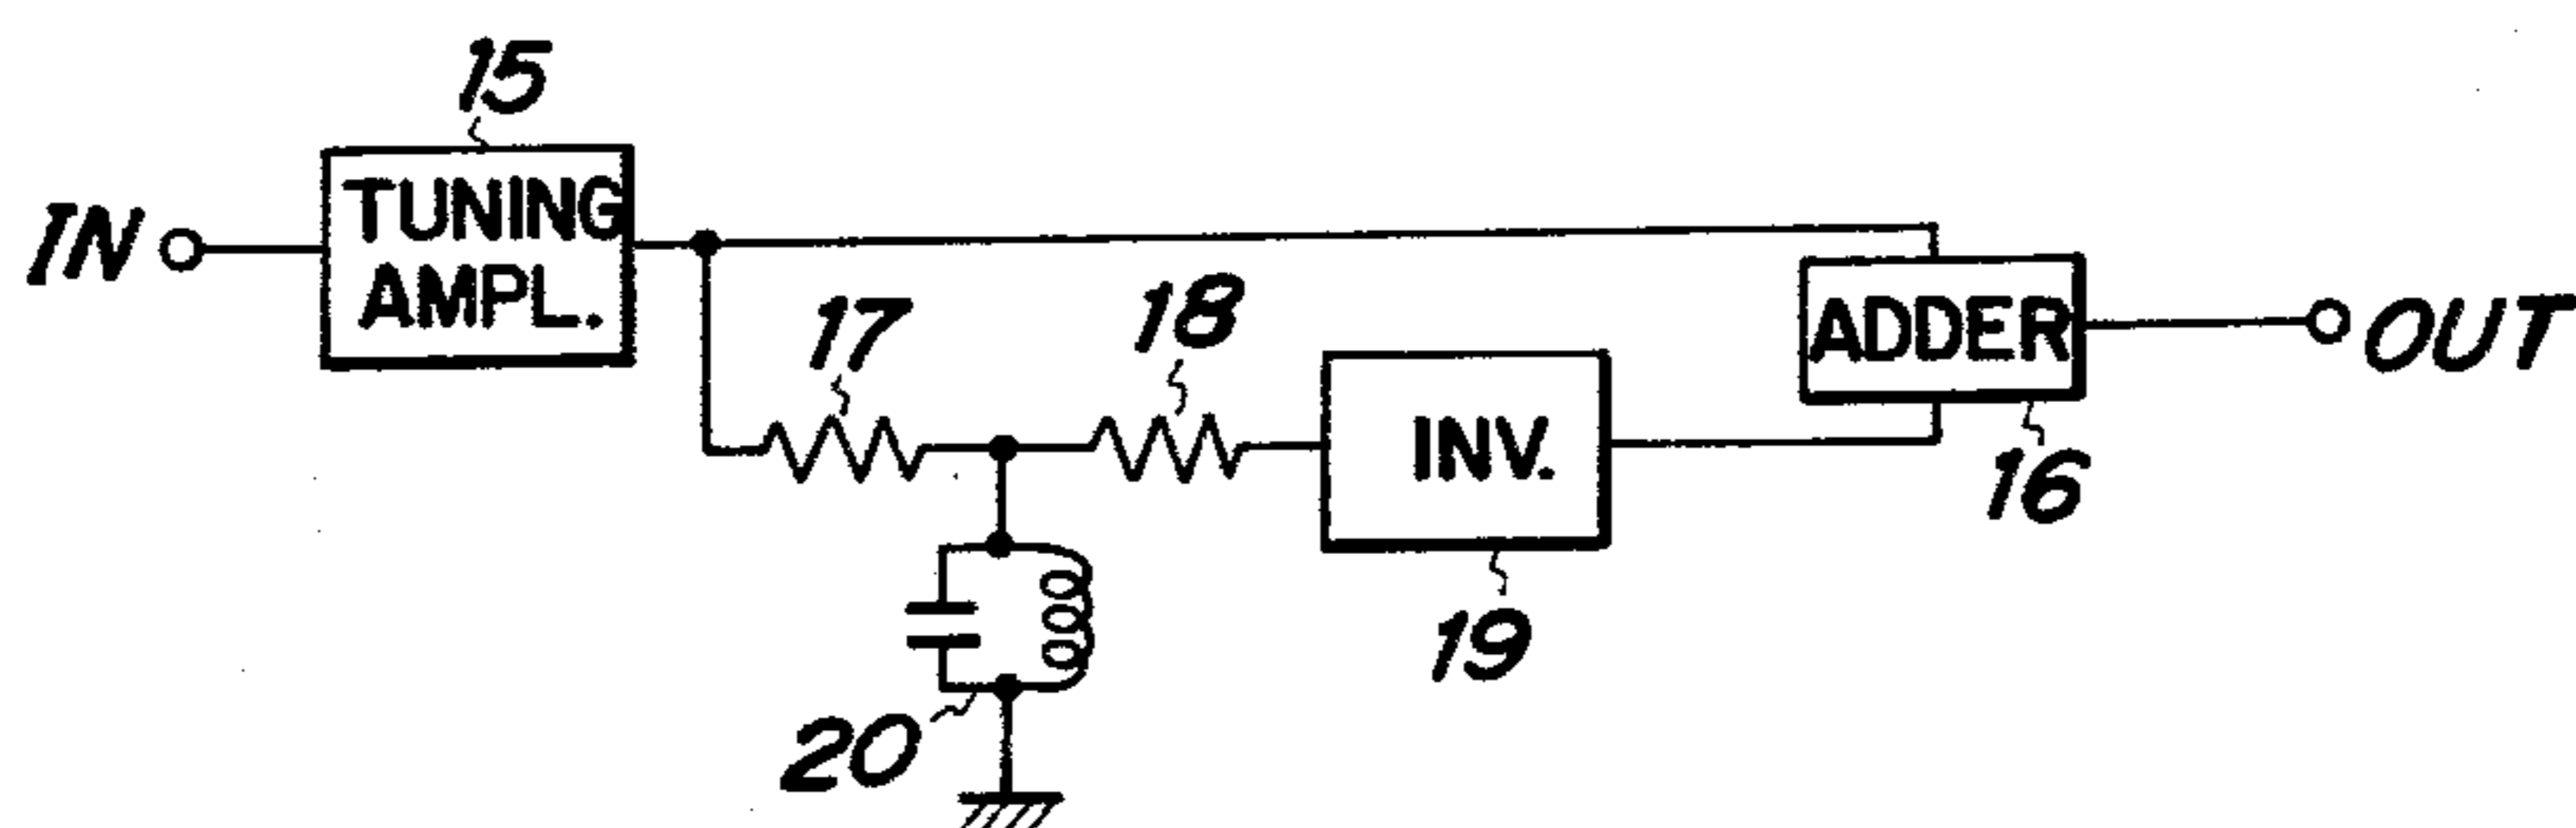 15
IN
TUNING
AMPL.
17
18
INV.
ADDER
OUT
16
19
20